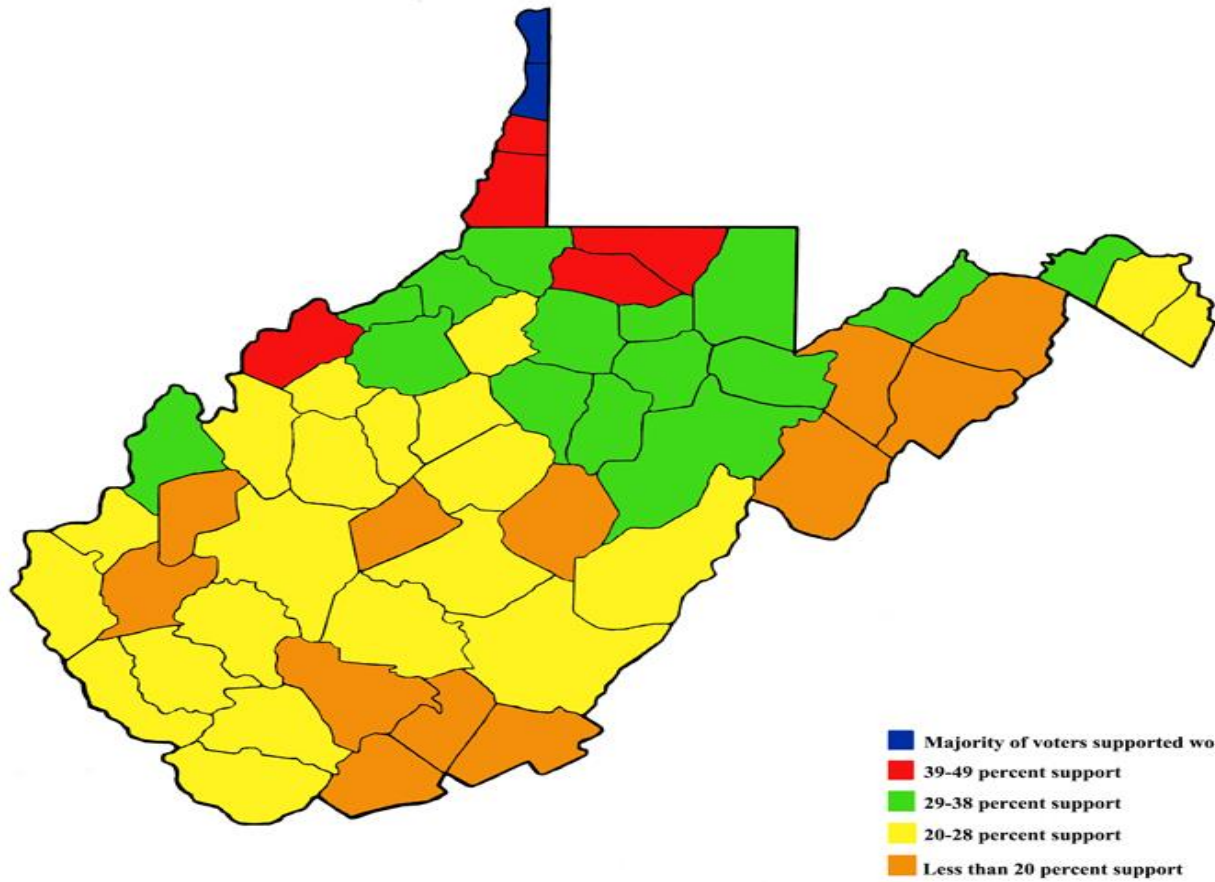 Majority of voters supported wo
39-49 percent support
29-38 percent support
20-28 percent support
Less than 20 percent support